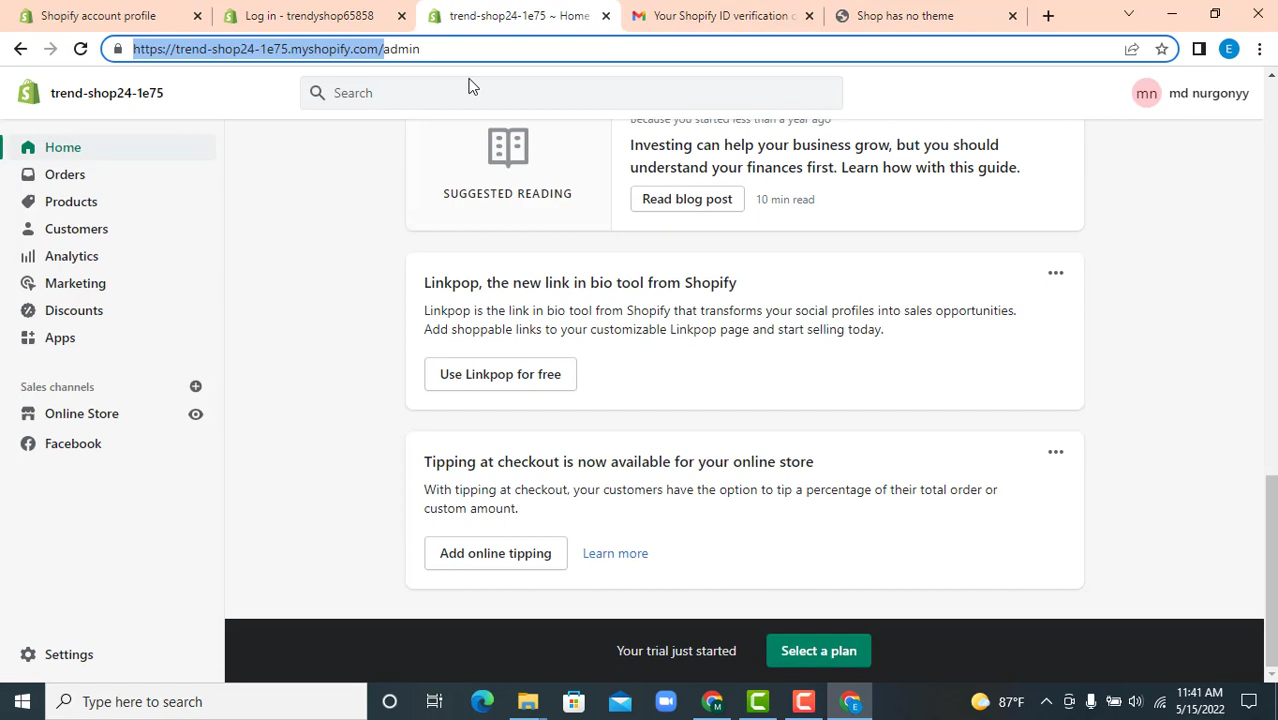 Shopify account profile
Log in - trendyshop65858
trend-shop24-1e75 ~ Home
Your Shopify ID verification c
Shop has no theme
https://trend-shop24-1e75.myshopify.com/admin
E
trend-shop24-1e75
Search
mn
md nurgonyy
Home
Orders
Products
Customers
Analytics
Marketing
Discounts
Apps
Sales channels
Online Store
Facebook
Settings
SUGGESTED READING
Because you started less than a year ago
Investing can help your business grow, but you should
understand your finances first. Learn how with this guide.
Read blog post
10 min read
Linkpop, the new link in bio tool from Shopify
Linkpop is the link in bio tool from Shopify that transforms your social profiles into sales opportunities.
Add shoppable links to your customizable Linkpop page and start selling today.
Use Linkpop for free
Tipping at checkout is now available for your online store
With tipping at checkout, your customers have the option to tip a percentage of their total order or
custom amount.
Add online tipping
Learn more
Your trial just started
Select a plan
Type here to search
87°F
11:41 AM
5/15/2022